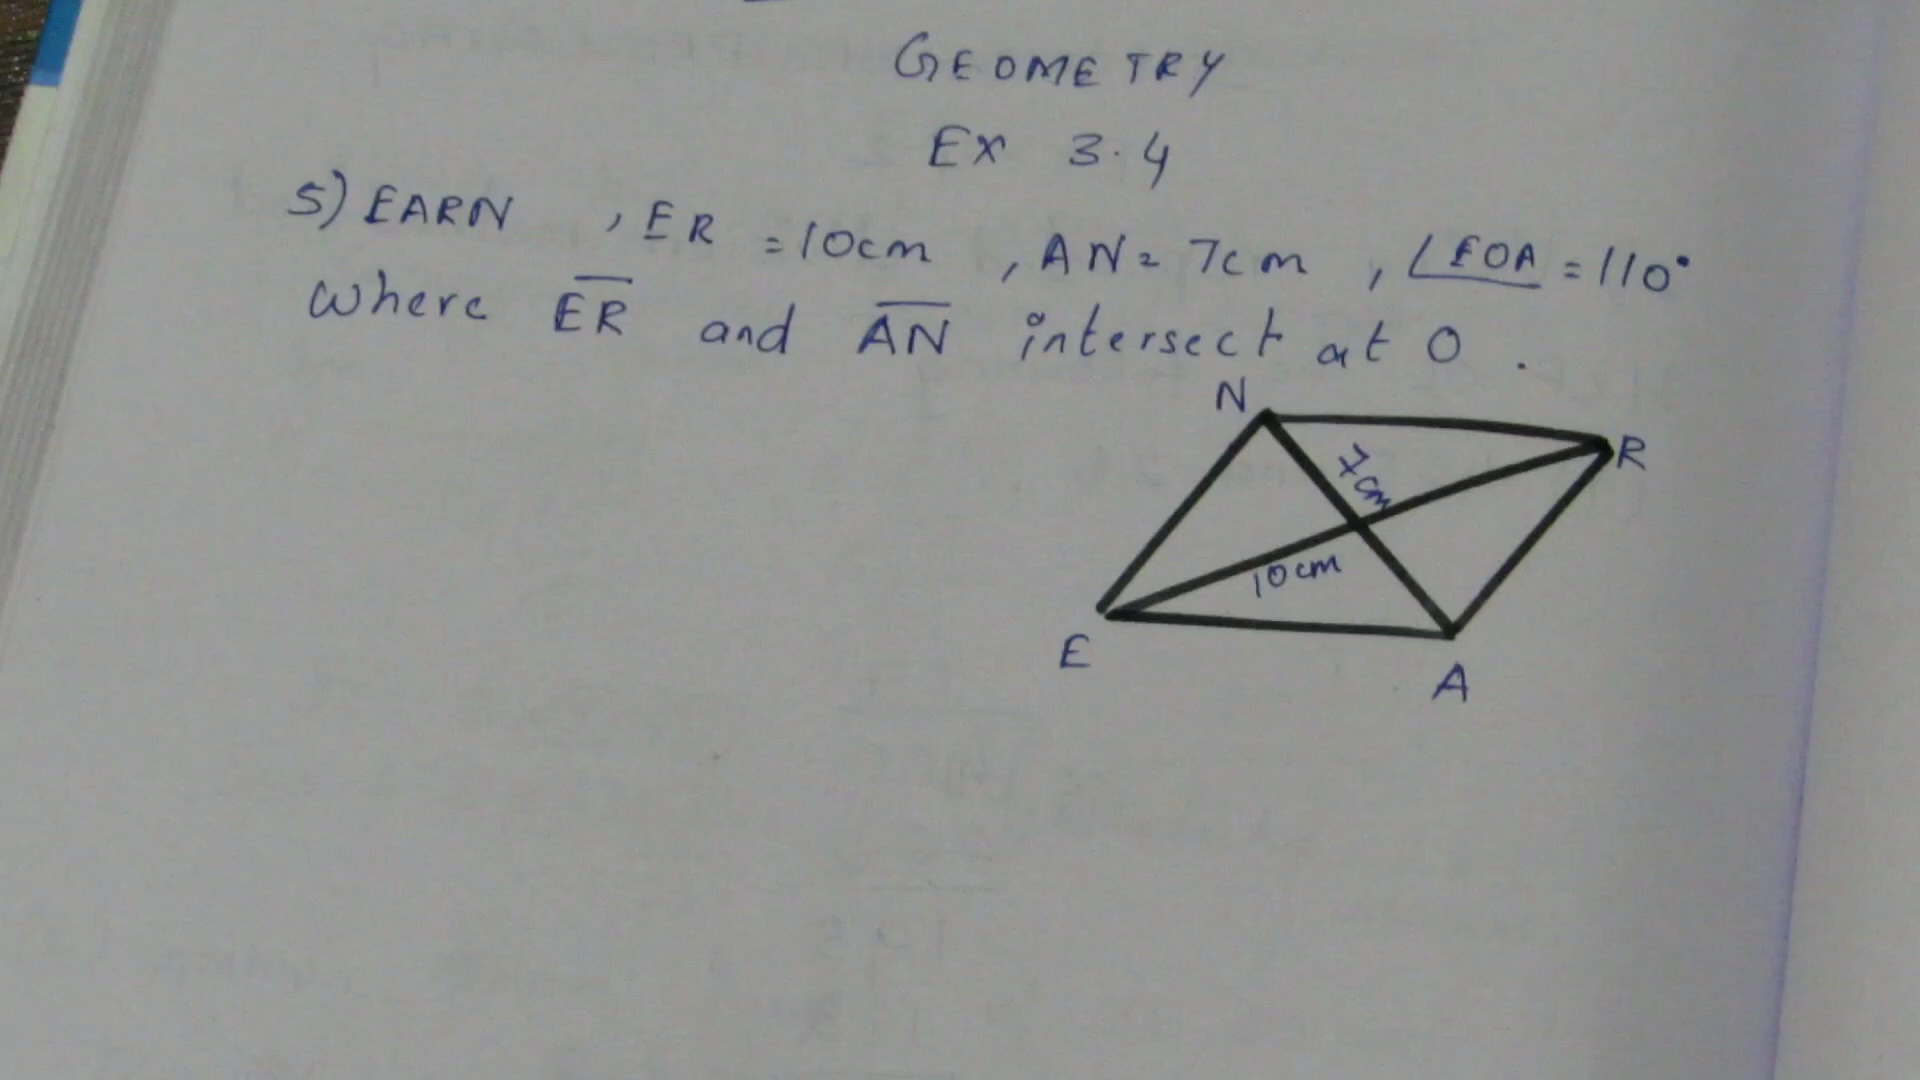 GEOMETRY
EX 3.4
5) EARN , ER = 10cm , AN = 7cm , ∠EOA = 110°
where ER and AN intersect at O .
N
R
7cm
10cm
E
A